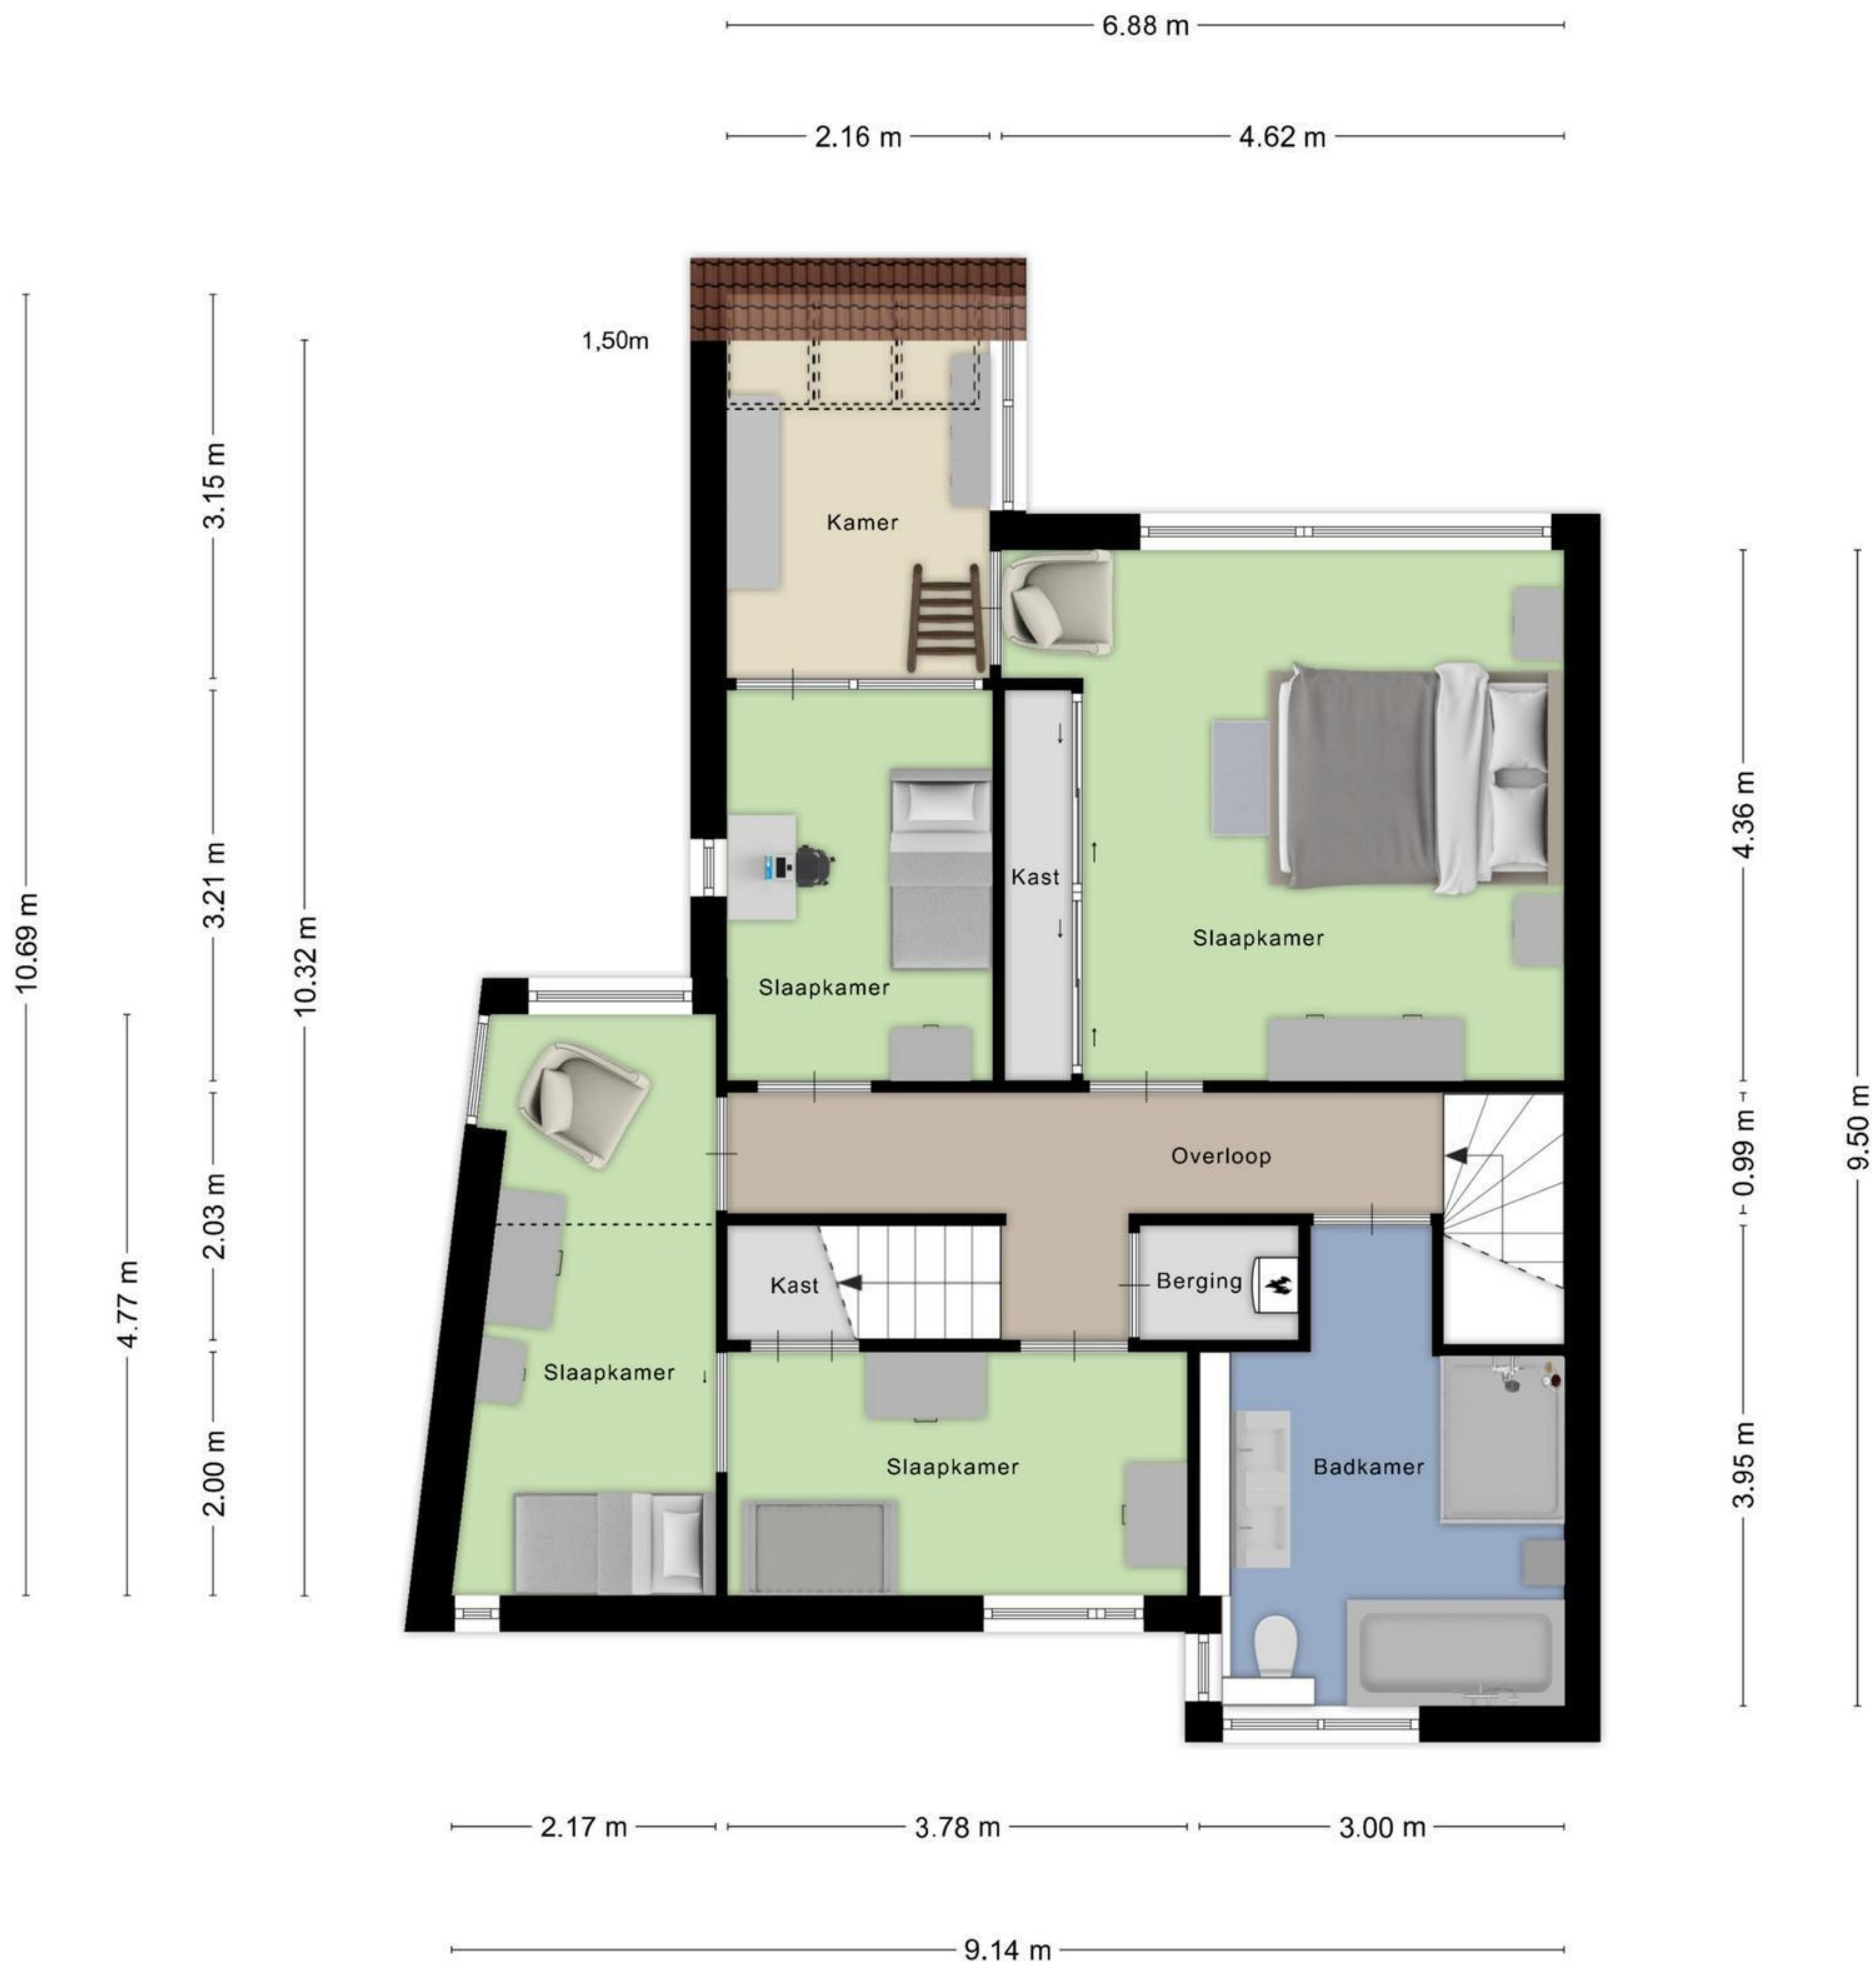 6.88 m
2.16 m
4.62 m
1,50m
3.15 m
Kamer
4.36 m
3.21 m
Kast
10.69 m
10.32 m
Slaapkamer
Slaapkamer
9.50 m
Overloop
0.99 m
2.03 m
4.77 m
Kast
Berging
Slaapkamer
Slaapkamer
Badkamer
2.00 m
3.95 m
2.17 m
3.78 m
3.00 m
9.14 m